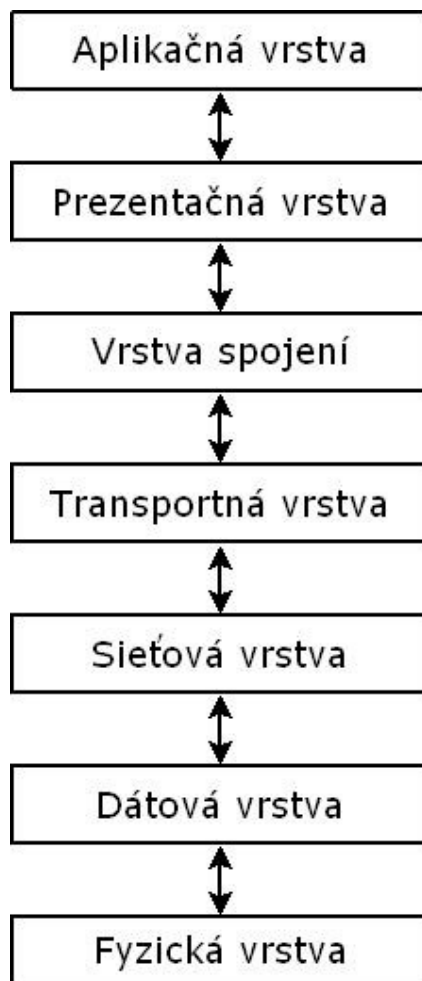 Aplikačná vrstva
Prezentačná vrstva
Vrstva spojení
Transportná vrstva
Sieťová vrstva
Dátová vrstva
Fyzická vrstva